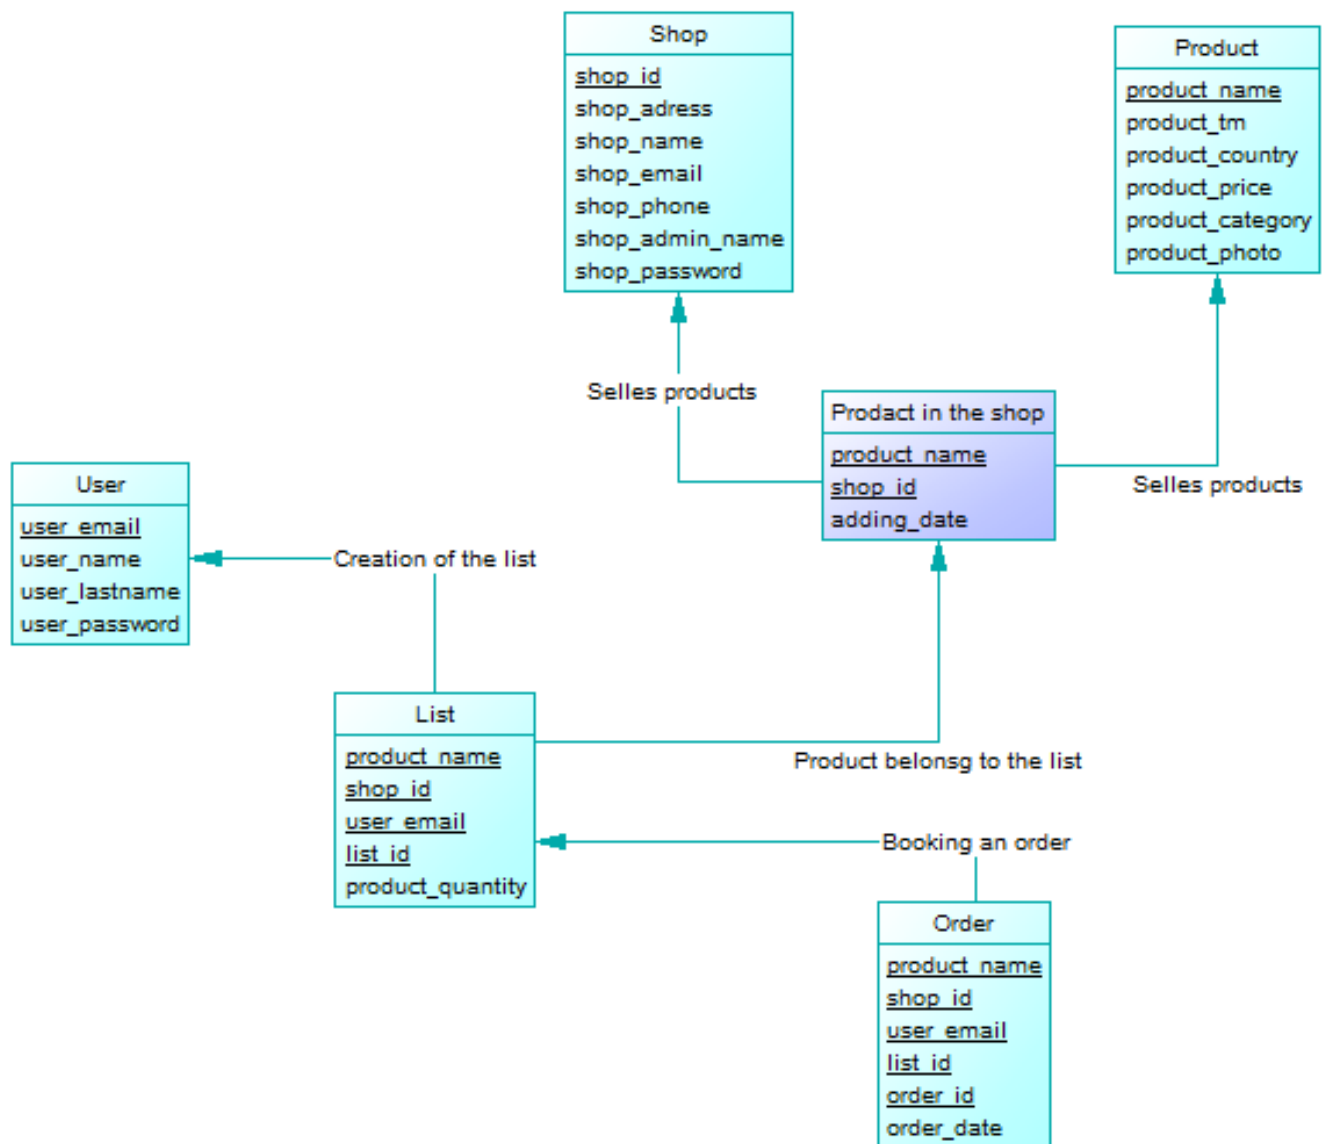 Shop
shop_id
shop_adress
shop_name
shop_email
shop_phone
shop_admin_name
shop_password
Product
product_name
product_tm
product_country
product_price
product_category
product_photo
Selles products
Prodact in the shop
product_name
shop_id
adding_date
Selles products
User
user_email
user_name
user_lastname
user_password
Creation of the list
List
product_name
shop_id
user_email
list_id
product_quantity
Product belonsg to the list
Booking an order
Order
product_name
shop_id
user_email
list_id
order_id
order_date